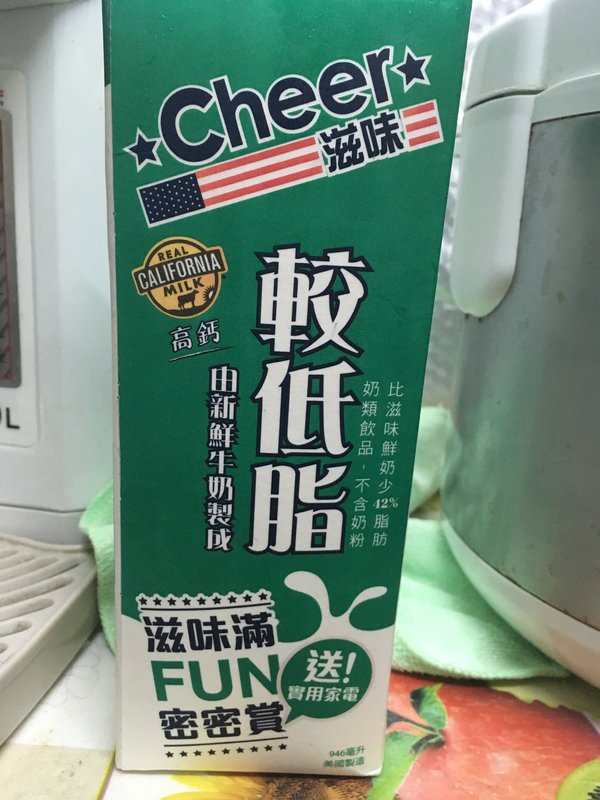 Cheer
滋味
REAL
CALIFORNIA
MILK
高鈣
較低脂
由新鮮牛奶製成
比滋味鮮奶少42%脂肪
奶類飲品，不含奶粉
滋味滿
FUN
密密賞
送!
實用家電
946毫升
美國製造
L